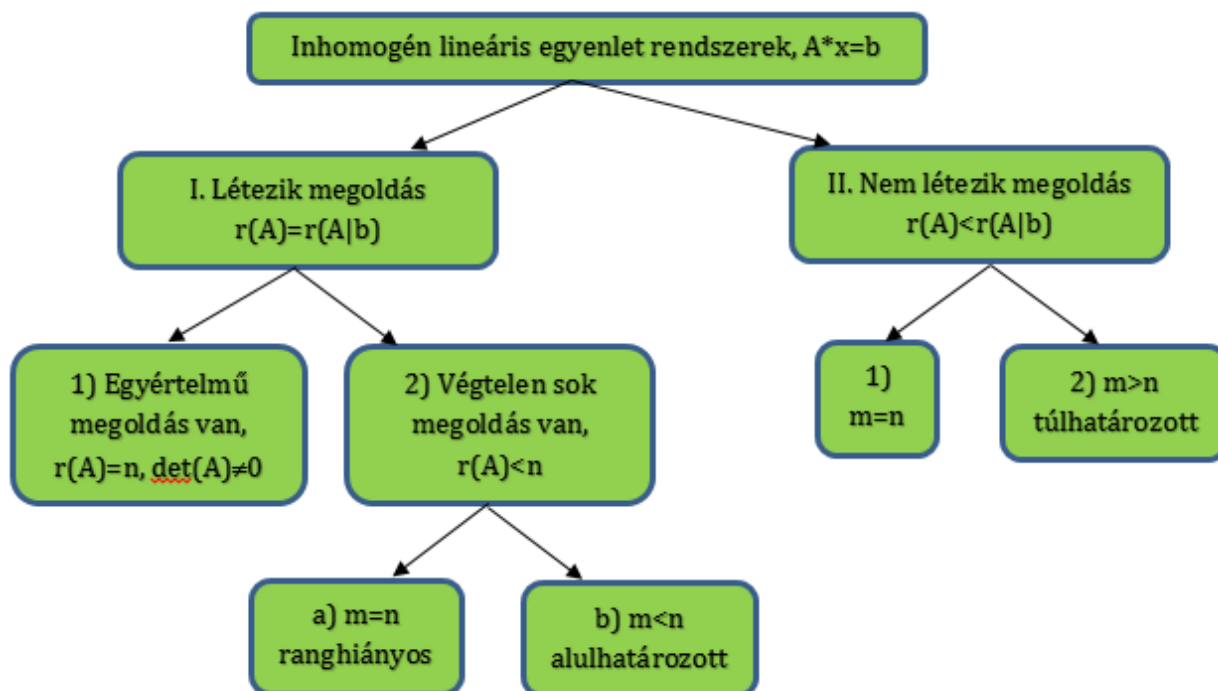 Inhomogén lineáris egyenlet rendszerek, A*x=b
I. Létezik megoldás
r(A)=r(A|b)
II. Nem létezik megoldás
r(A)<r(A|b)
1) Egyértelmű
megoldás van,
r(A)=n, det(A)≠0
2) Végtelen sok
megoldás van,
r(A)<n
1)
m=n
2) m>n
túlhatározott
a) m=n
ranghiányos
b) m<n
alulhatározott